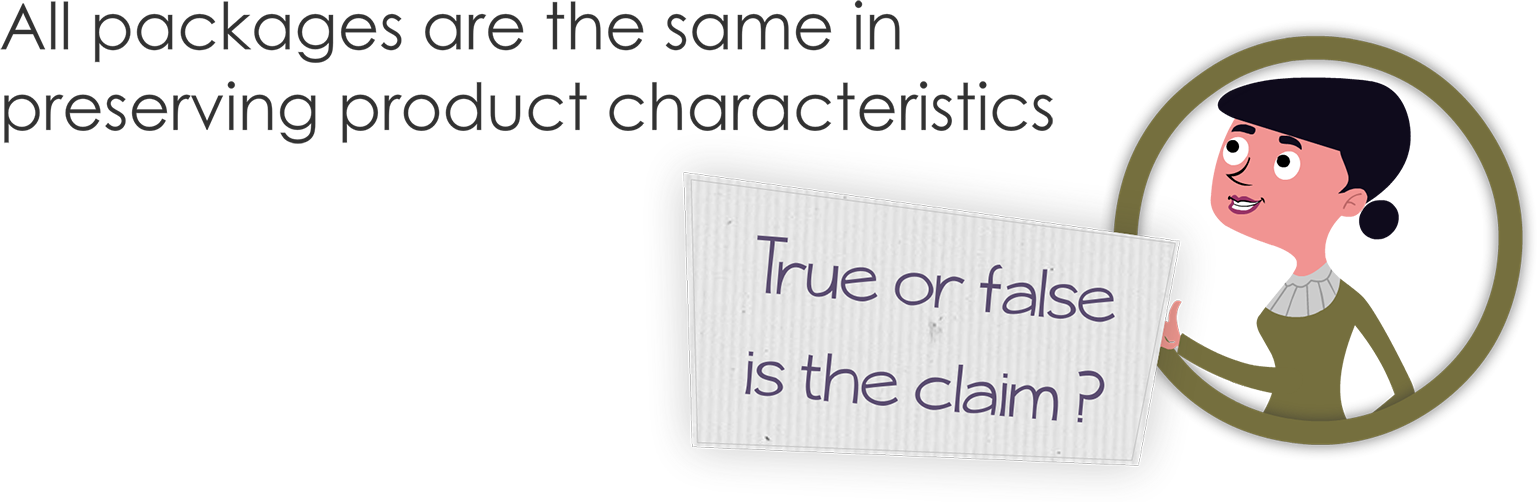 All packages are the same in
preserving product characteristics
True or false
is the claim ?